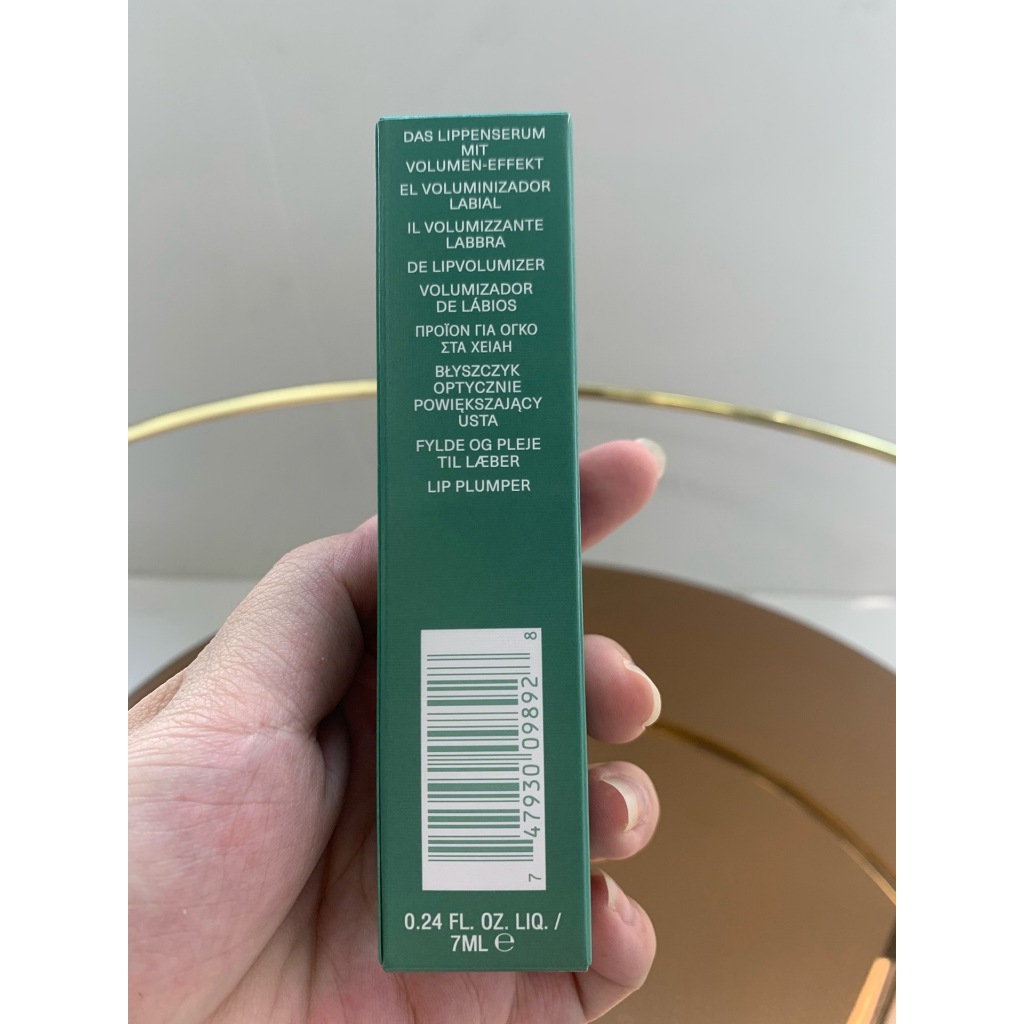 DAS LIPPENSERUM
MIT
VOLUMEN-EFFEKT
EL VOLUMINIZADOR
LABIAL
IL VOLUMIZZANTE
LABBRA
DE LIPVOLUMIZER
VOLUMIZADOR
DE LÁBIOS
ΠΡΟΪΟΝ ΓΙΑ ΟΓΚΟ
ΣΤΑ ΧΕΙΛΗ
BŁYSZCZYK
OPTYCZNIE
POWIĘKSZAJĄCY
USTA
FYLDE OG PLEJE
TIL LÆBER
LIP PLUMPER
7 47930 09892 8
0.24 FL. OZ. LIQ. /
7ML ℮